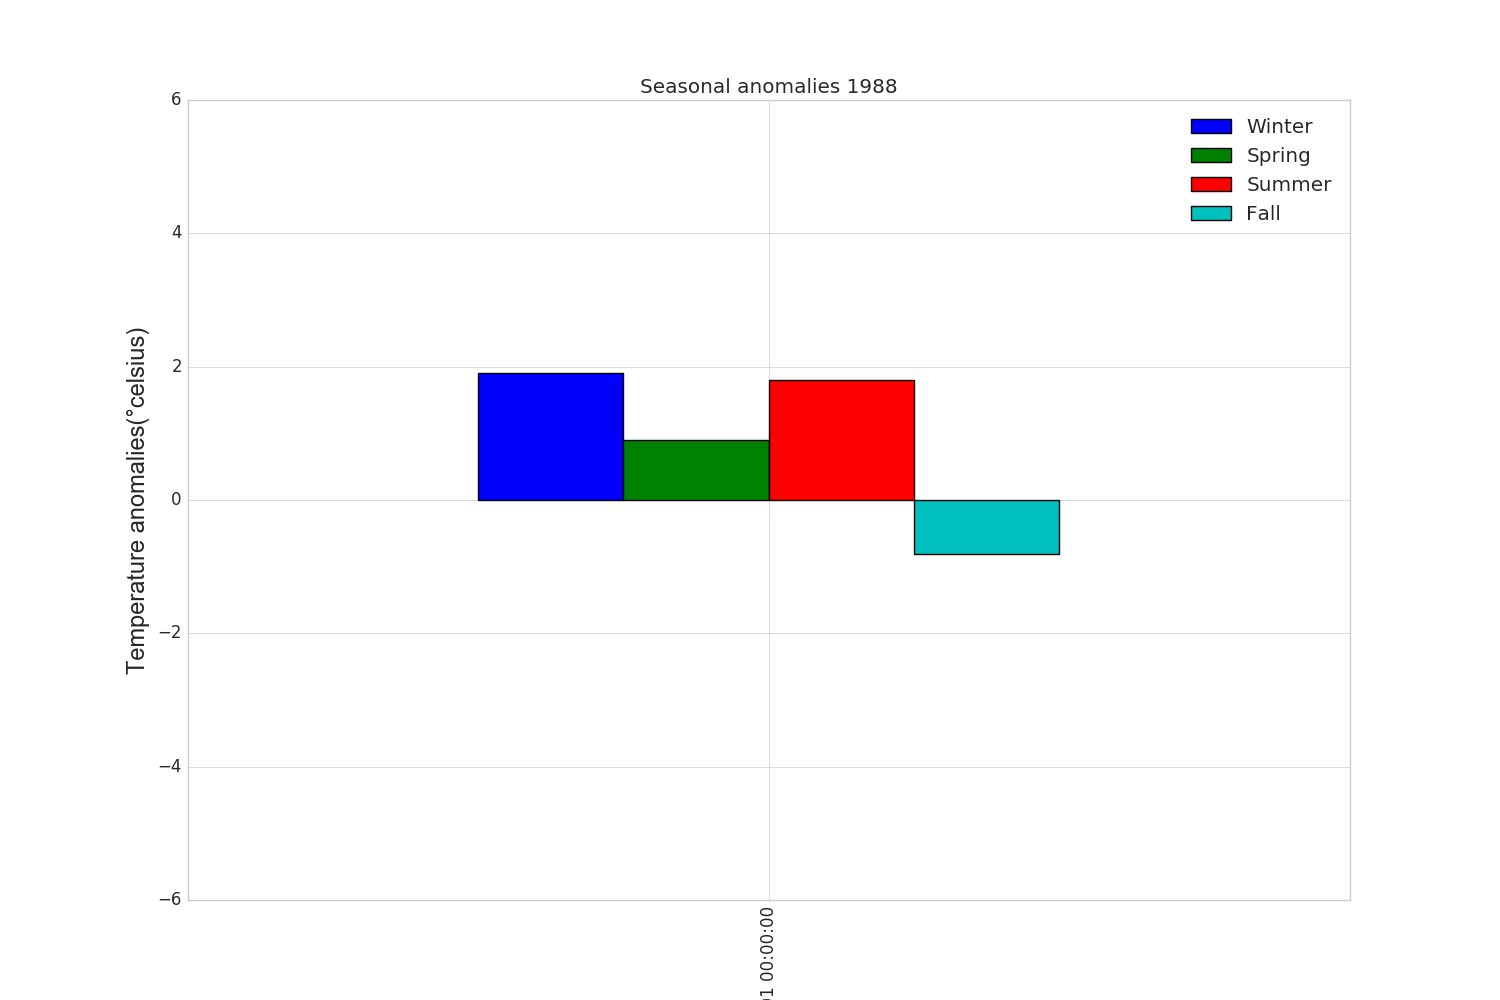 Seasonal anomalies 1988
Winter
Spring
Summer
Fall
6
4
2
0
−2
−4
−6
Temperature anomalies(°celsius)
00:00:00